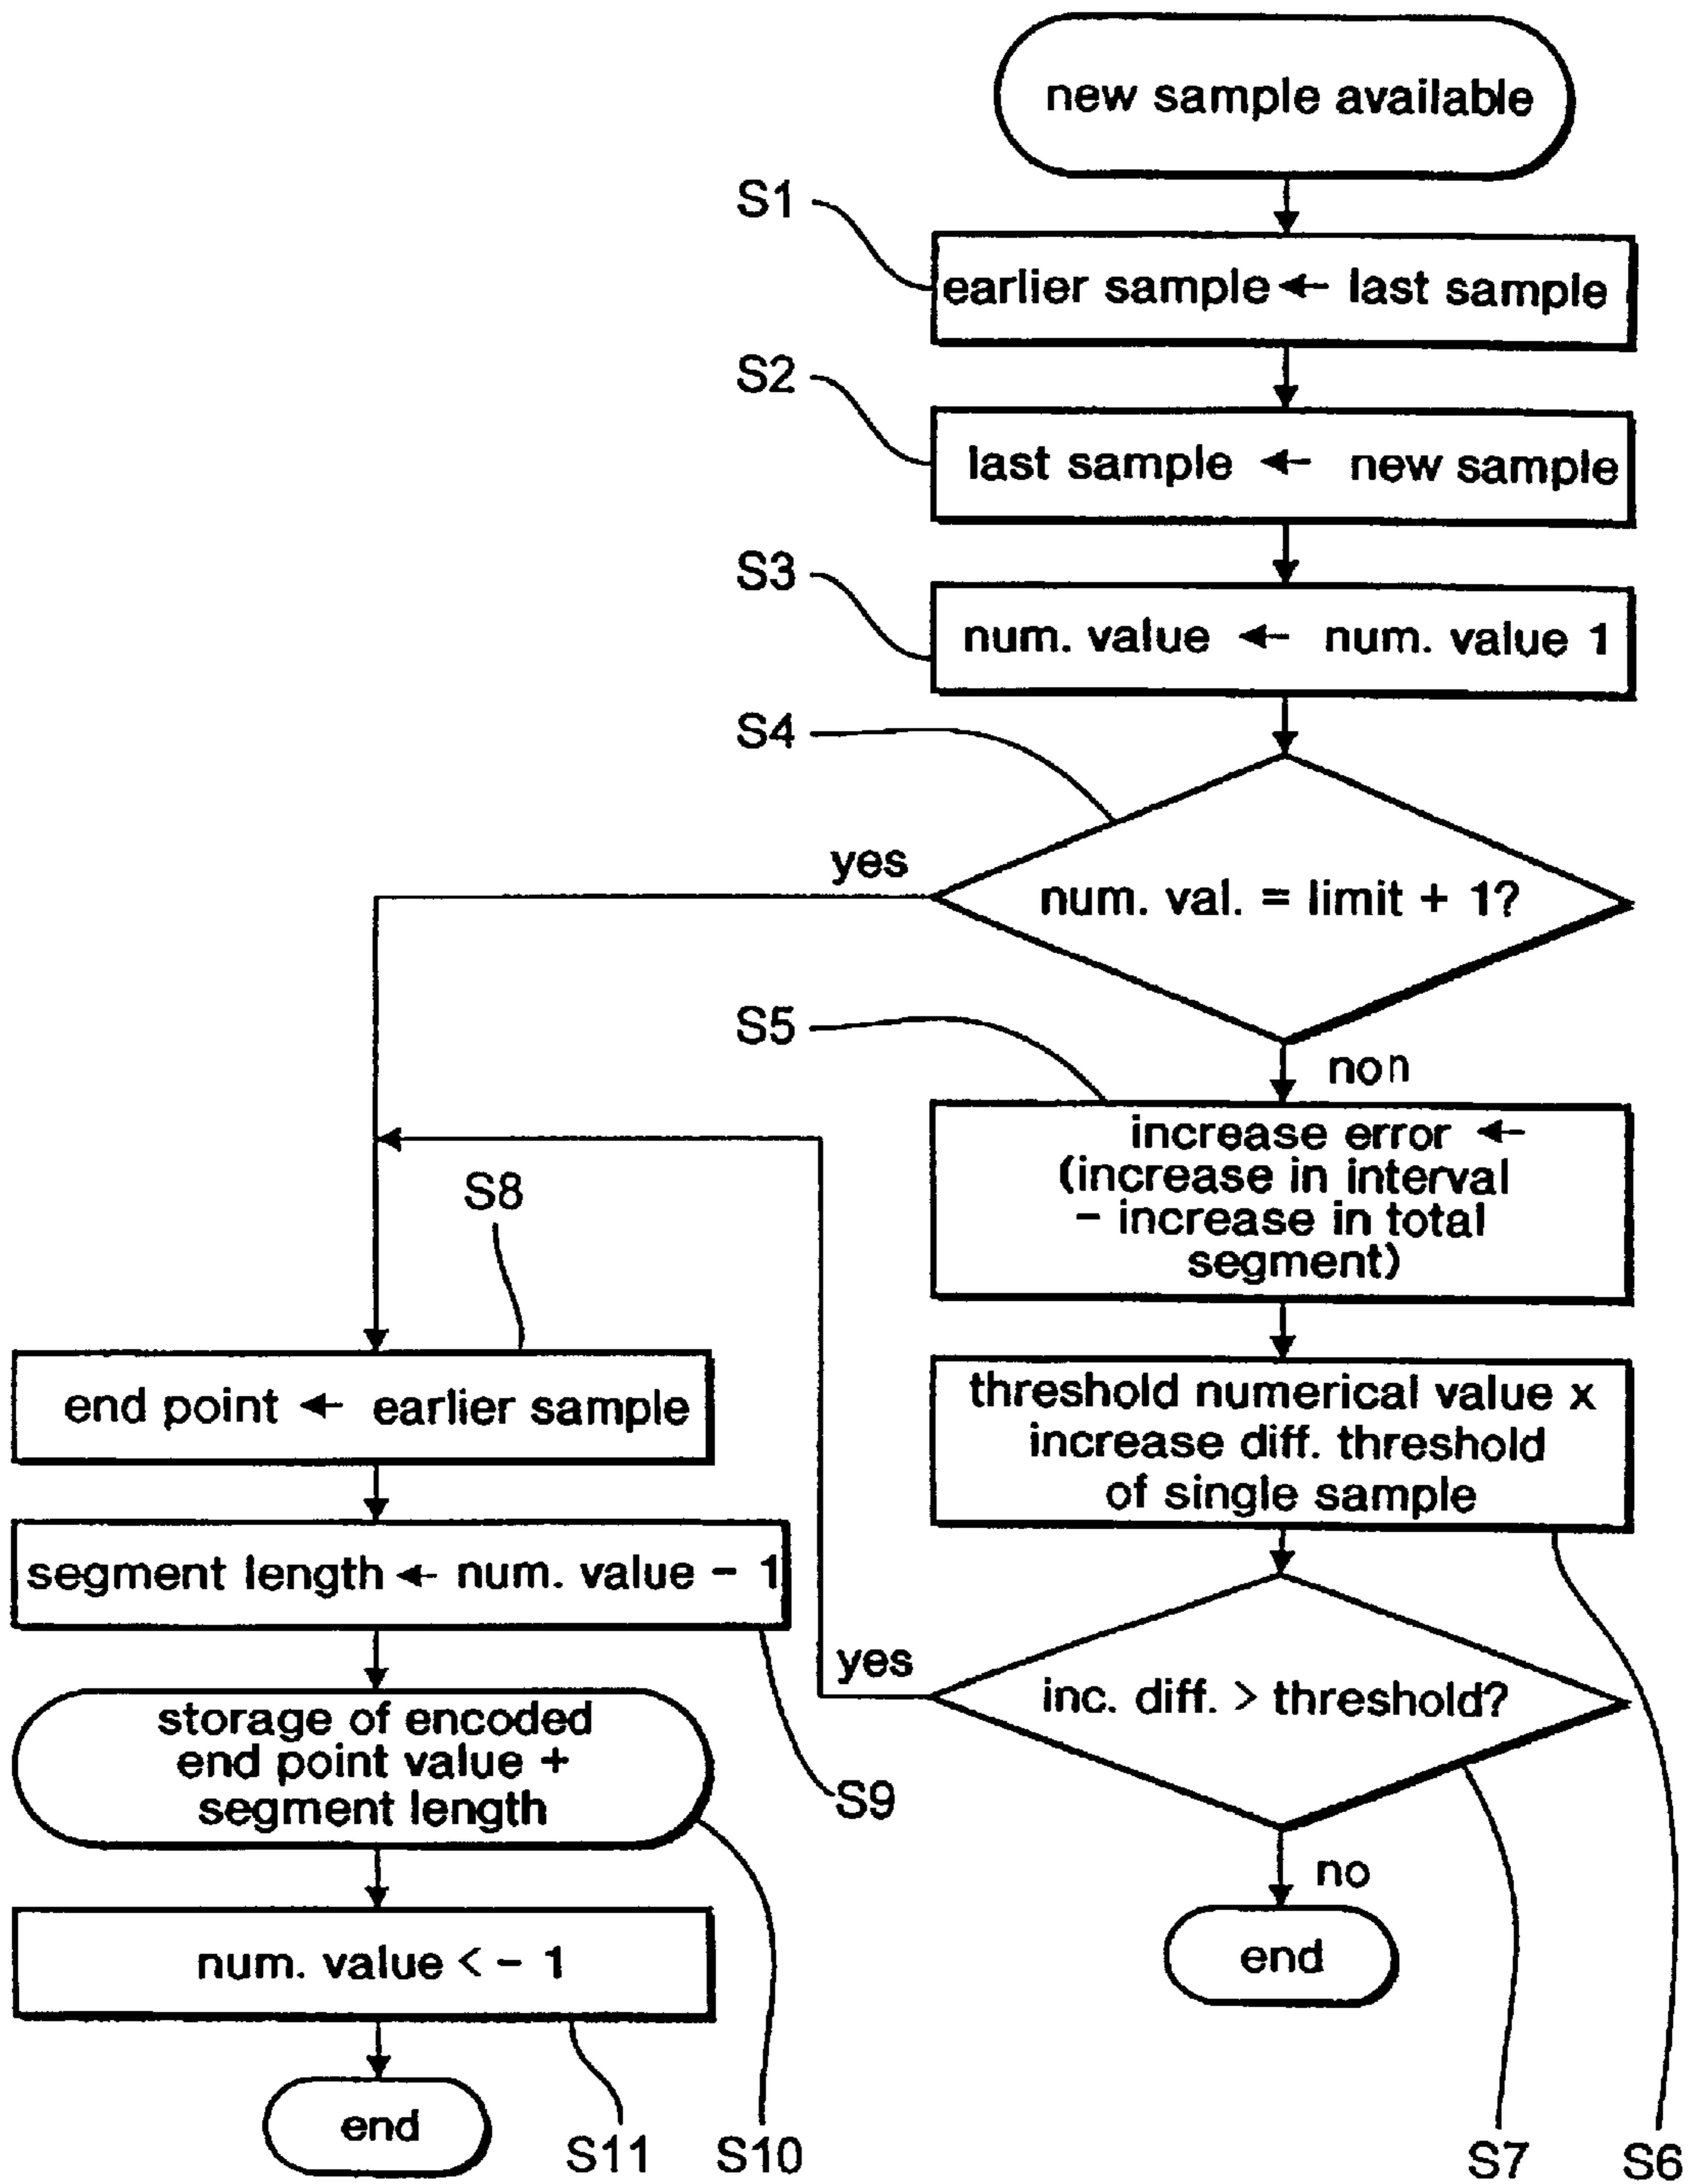 new sample available
S1
earlier sample ← last sample
S2
last sample ← new sample
S3
num. value ← num. value 1
S4
yes
num. val. = limit + 1?
S5
non
increase error ←
(increase in interval
- increase in total
segment)
S8
end point ← earlier sample
threshold numerical value x
increase diff. threshold
of single sample
segment length ← num. value - 1
yes
inc. diff. > threshold?
storage of encoded
end point value +
segment length
S9
no
num. value < - 1
end
end
S11
S10
S7
S6